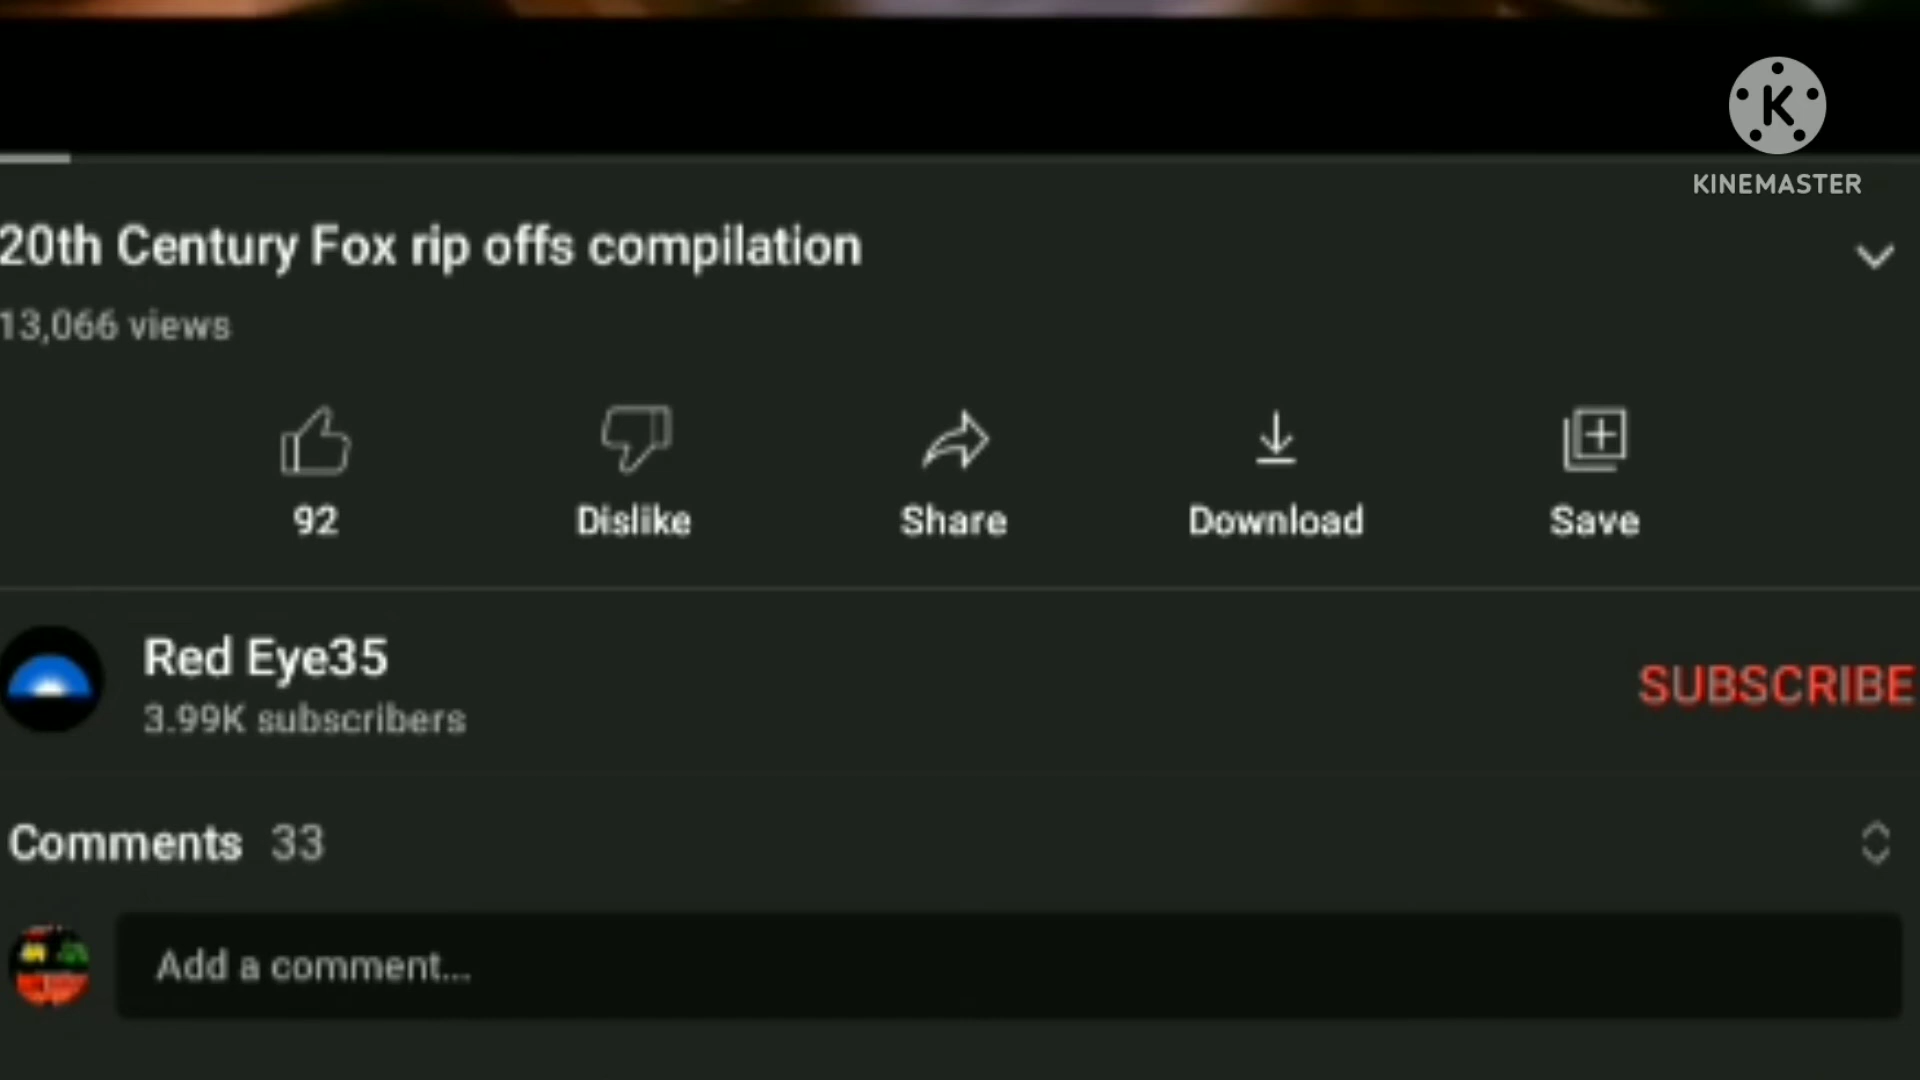 K
KINEMASTER
20th Century Fox rip offs compilation
13,066 views
92 Dislike Share Download Save
Red Eye35
3.99K subscribers
SUBSCRIBE
Comments 33
Add a comment...